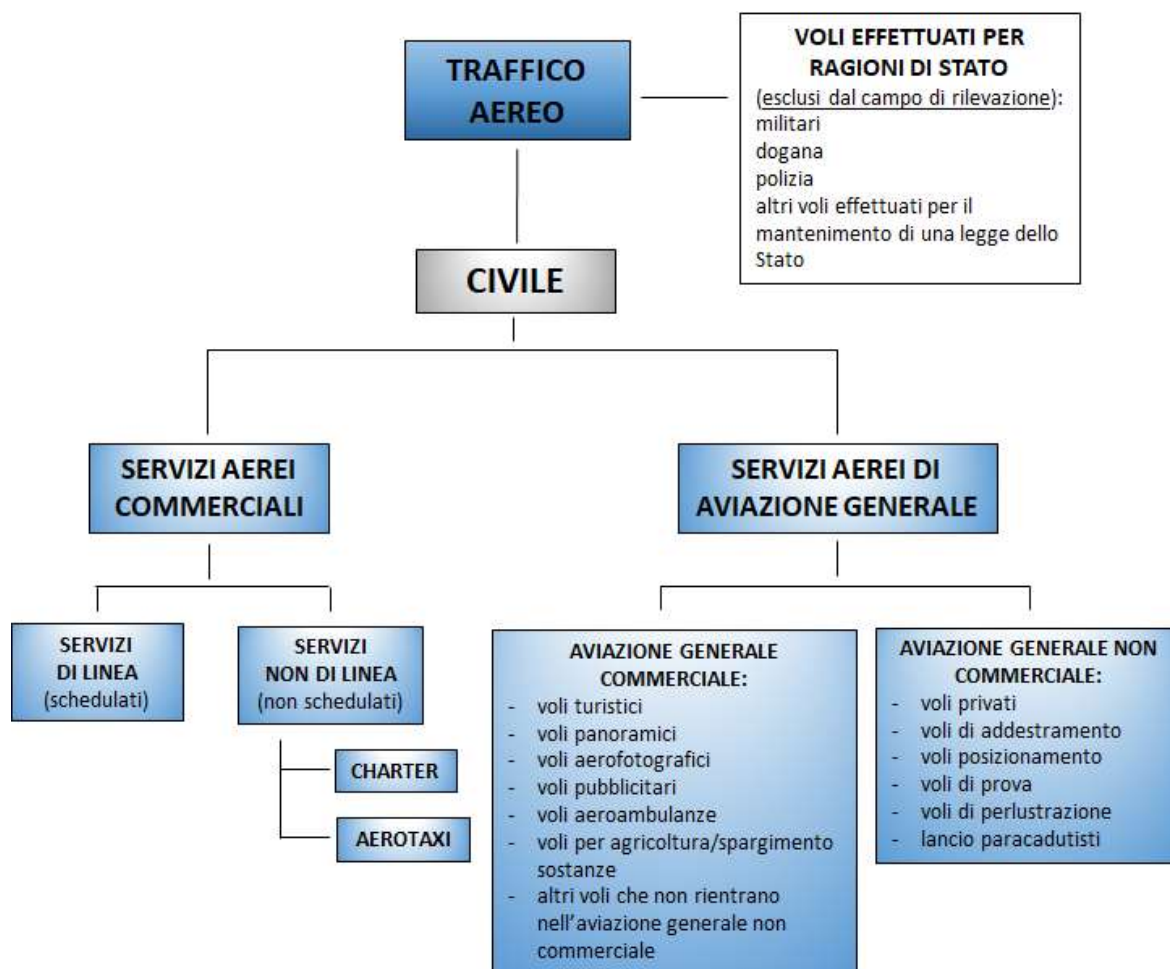 TRAFFICO
AEREO
VOLI EFFETTUATI PER
RAGIONI DI STATO
(esclusi dal campo di rilevazione):
militari
dogana
polizia
altri voli effettuati per il
mantenimento di una legge dello
Stato
CIVILE
SERVIZI AEREI
COMMERCIALI
SERVIZI AEREI DI
AVIAZIONE GENERALE
SERVIZI
DI LINEA
(schedulati)
SERVIZI
NON DI LINEA
(non schedulati)
CHARTER
AEROTAXI
AVIAZIONE GENERALE
COMMERCIALE:
- voli turistici
- voli panoramici
- voli aerofotografici
- voli pubblicitari
- voli aeroambulanze
- voli per agricoltura/spargimento
sostanze
- altri voli che non rientrano
nell'aviazione generale non
commerciale
AVIAZIONE GENERALE NON
COMMERCIALE:
- voli privati
- voli di addestramento
- voli posizionamento
- voli di prova
- voli di perlustrazione
- lancio paracadutisti